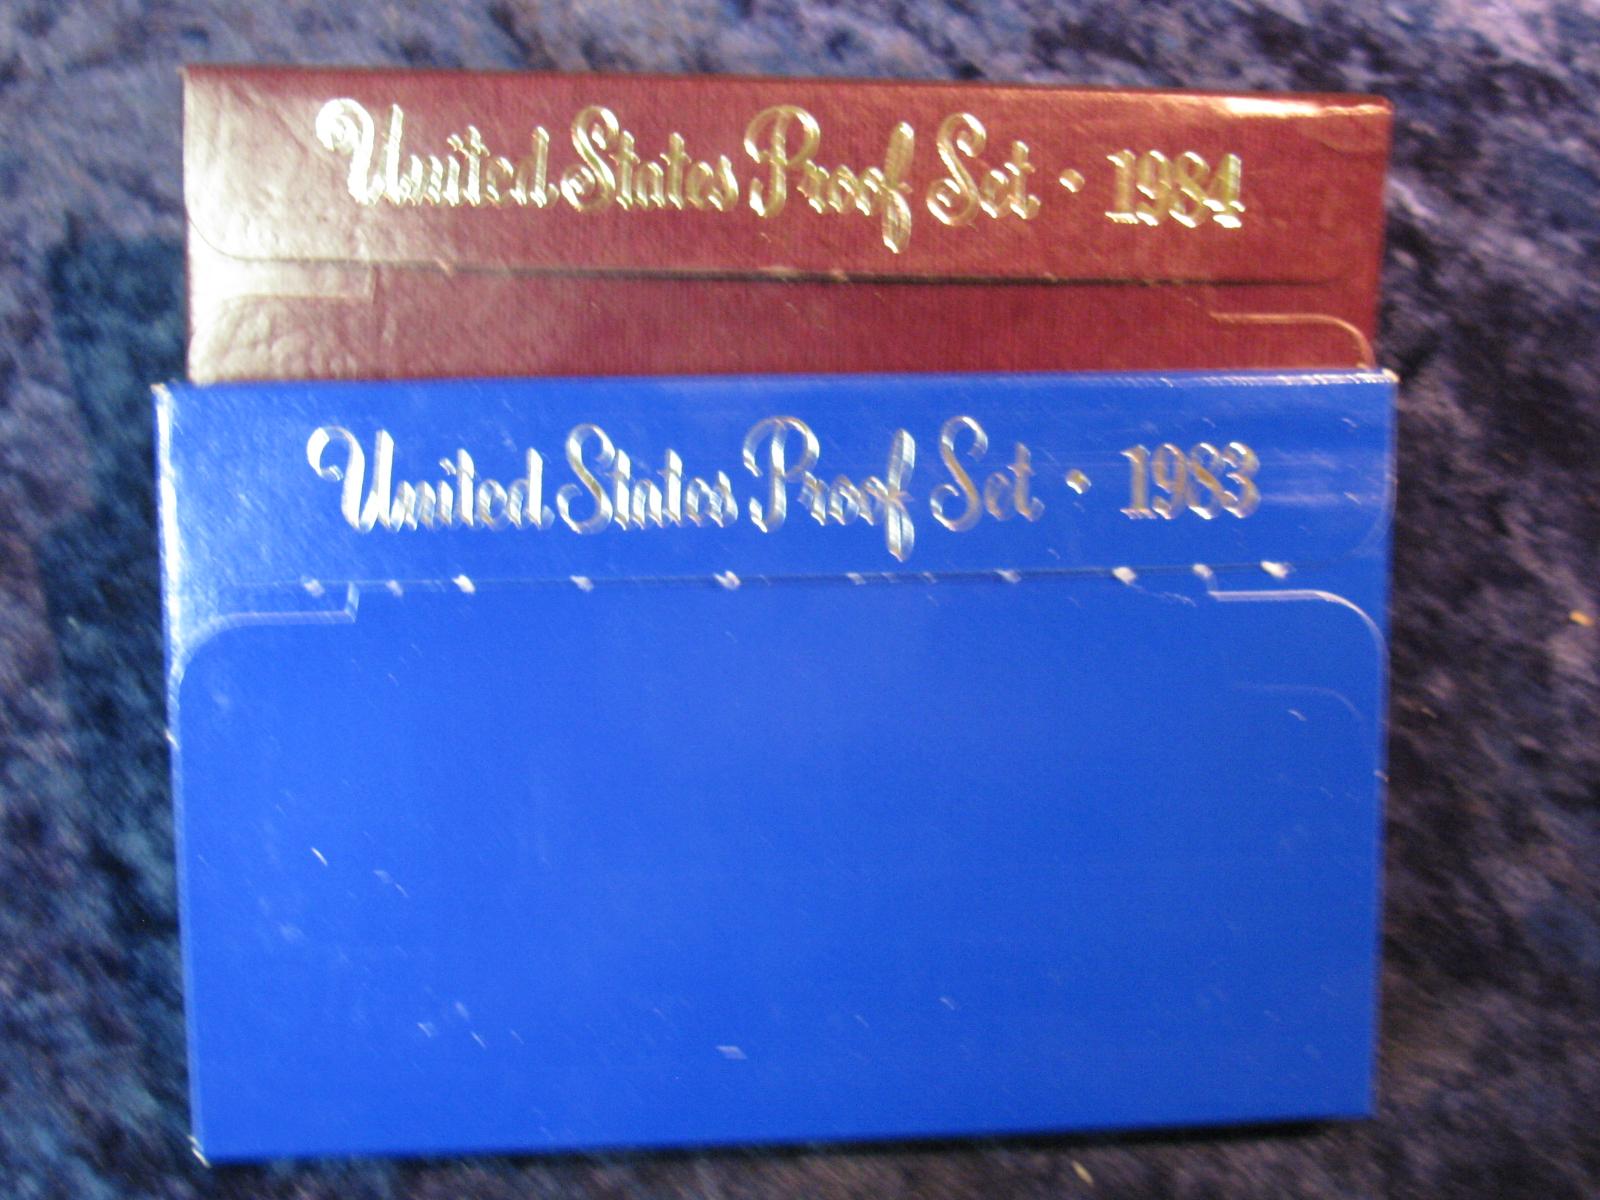 United States Proof Set • 1984
United States Proof Set • 1983